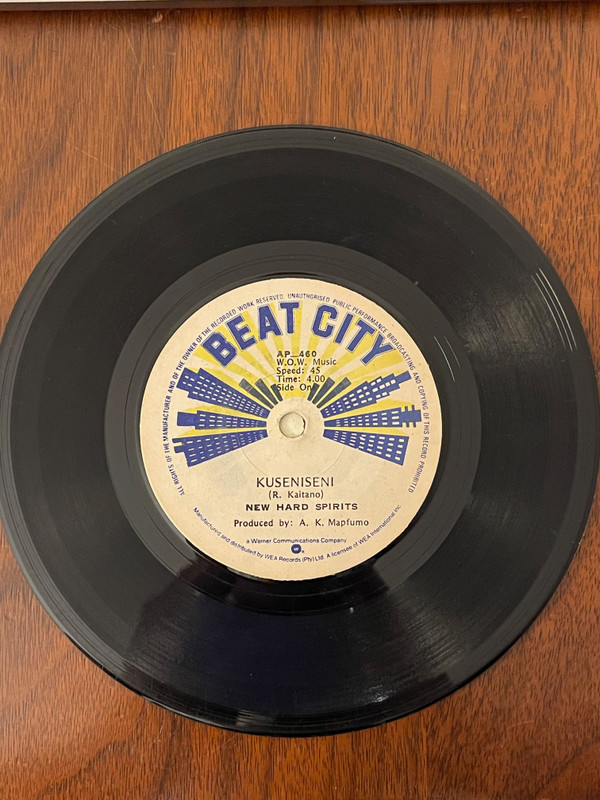 ALL RIGHTS OF THE MANUFACTURER AND OF THE OWNER OF THE RECORDED WORK RESERVED. UNAUTHORISED PUBLIC PERFORMANCE BROADCASTING AND COPYING OF THIS RECORD PROHIBITED
BEAT CITY
AP_460
W.O.W. Music
Speed: 45
Time: 4.00
Side One
KUSENISENI
(R. Kaitano)
NEW HARD SPIRITS
Produced by: A. K. Mapfumo
a Warner Communications Company
Manufactured and distributed by WEA Records (Pty) Ltd. A licensee of WEA International Inc.